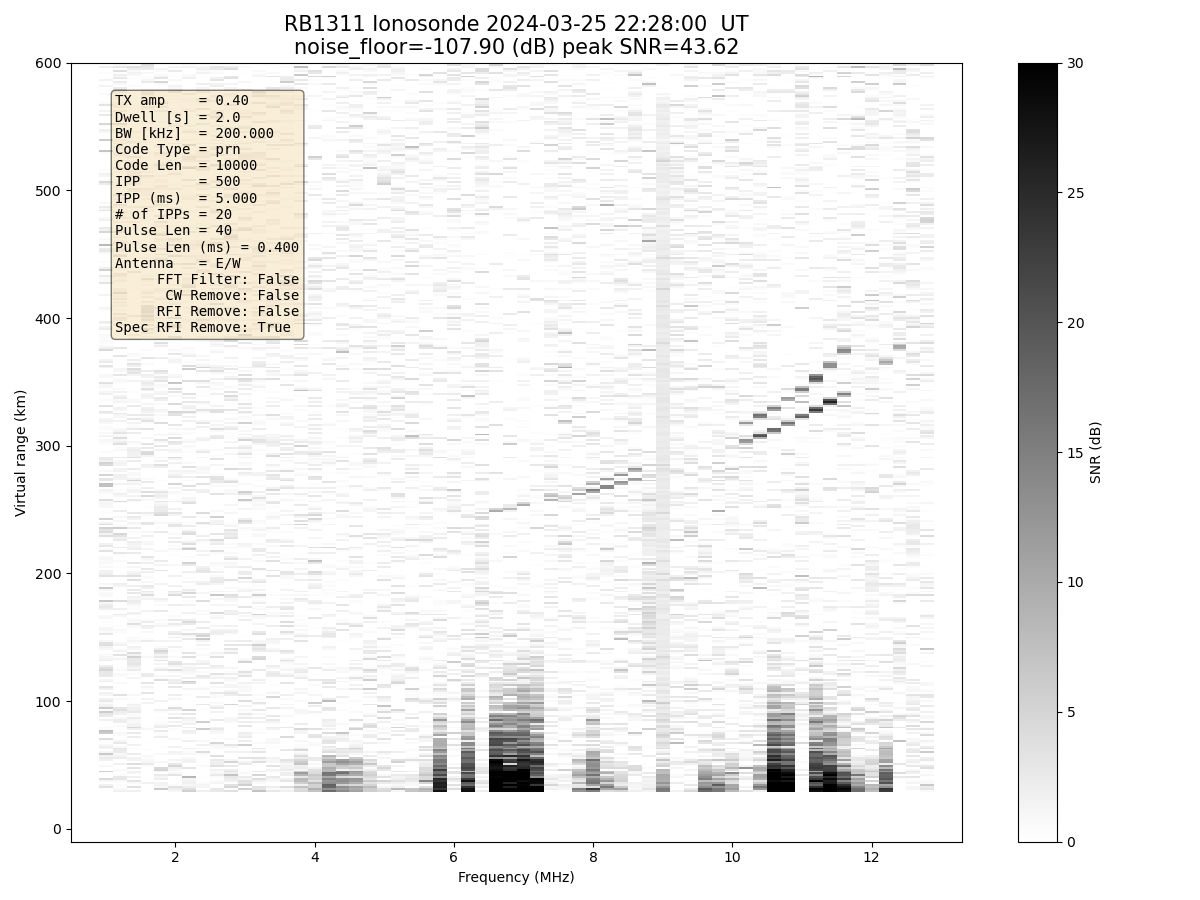 RB1311 Ionosonde 2024-03-25 22:28:00  UT
noise_floor=-107.90 (dB) peak SNR=43.62
TX amp    = 0.40
Dwell [s] = 2.0
BW [kHz]  = 200.000
Code Type = prn
Code Len  = 10000
IPP       = 500
IPP (ms)  = 5.000
# of IPPs = 20
Pulse Len = 40
Pulse Len (ms) = 0.400
Antenna   = E/W
FFT Filter: False
CW Remove: False
RFI Remove: False
Spec RFI Remove: True
600
500
400
300
200
100
0
Virtual range (km)
2
4
6
8
10
12
Frequency (MHz)
30
25
20
15
10
5
0
SNR (dB)